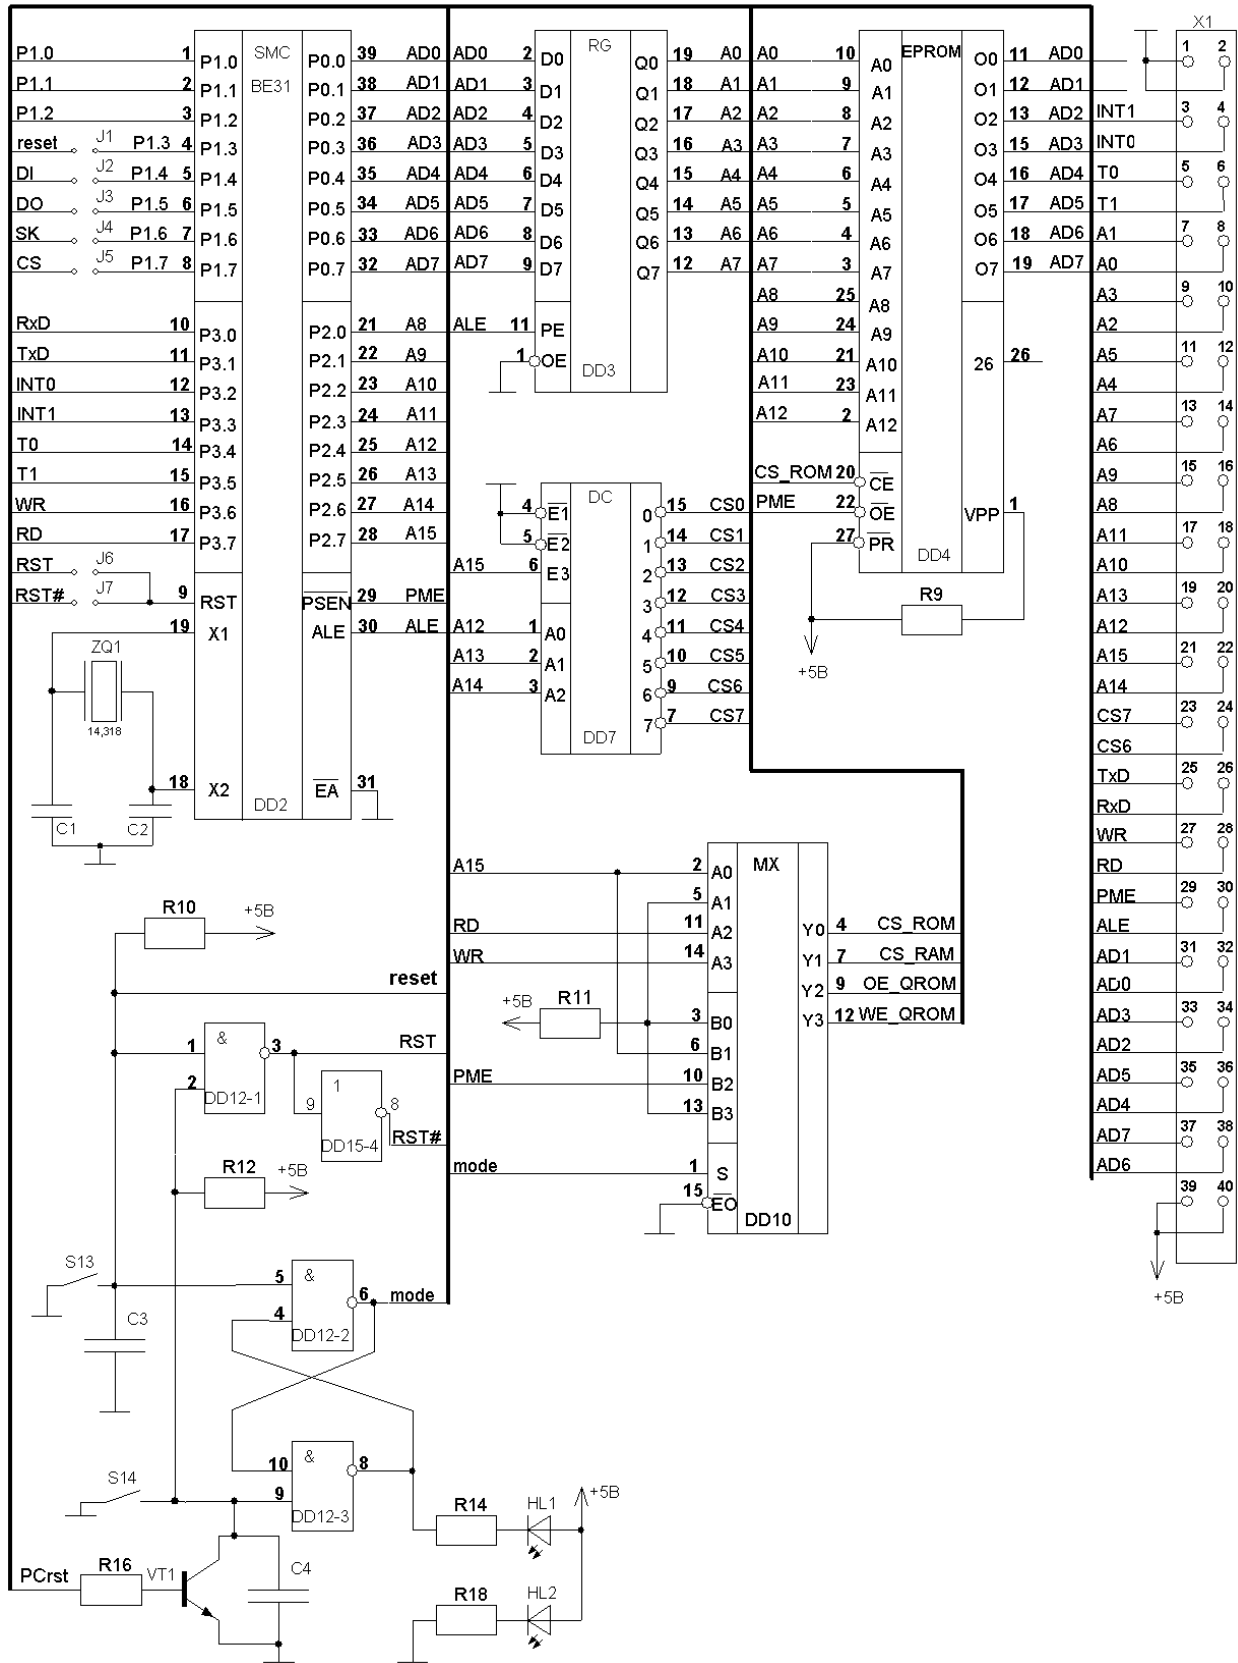 P1.0 1 P1.0 SMC P0.0 39 AD0 AD0 2 D0 RG Q0 19 A0 A0 10 A0 EPROM O0 11 AD0 X1
P1.1 2 P1.1 BE31 P0.1 38 AD1 AD1 3 D1 Q1 18 A1 A1 9 A1 O1 12 AD1 1 2
P1.2 3 P1.2 P0.2 37 AD2 AD2 4 D2 Q2 17 A2 A2 8 A2 O2 13 AD2 INT1 3 4
reset J1 P1.3 4 P1.3 P0.3 36 AD3 AD3 5 D3 Q3 16 A3 A3 7 A3 O3 15 AD3 INT0
DI J2 P1.4 5 P1.4 P0.4 35 AD4 AD4 6 D4 Q4 15 A4 A4 6 A4 O4 16 AD4 T0 5 6
DO J3 P1.5 6 P1.5 P0.5 34 AD5 AD5 7 D5 Q5 14 A5 A5 5 A5 O5 17 AD5 T1
SK J4 P1.6 7 P1.6 P0.6 33 AD6 AD6 8 D6 Q6 13 A6 A6 4 A6 O6 18 AD6 A1 7 8
CS J5 P1.7 8 P1.7 P0.7 32 AD7 AD7 9 D7 Q7 12 A7 A7 3 A7 O7 19 AD7 A0
A8 25 A8 A3 9 10
RxD 10 P3.0 P2.0 21 A8 ALE 11 PE A9 24 A9 A2
TxD 11 P3.1 P2.1 22 A9 1 OE DD3 A10 21 A10 26 26 A5 11 12
INT0 12 P3.2 P2.2 23 A10 A11 23 A11 A4
INT1 13 P3.3 P2.3 24 A11 A12 2 A12 A7 13 14
T0 14 P3.4 P2.4 25 A12 A6
T1 15 P3.5 P2.5 26 A13 CS_ROM 20 CE A9 15 16
WR 16 P3.6 P2.6 27 A14 4 E1 DC 0 15 CS0 PME 22 OE VPP 1 A8
RD 17 P3.7 P2.7 28 A15 5 E2 1 14 CS1 27 PR DD4 A11 17 18
RST J6 A15 6 E3 2 13 CS2 A10
RST# J7 9 RST PSEN 29 PME 3 12 CS3 R9 A13 19 20
19 X1 ALE 30 ALE A12 1 A0 4 11 CS4 A12
ZQ1 A13 2 A1 5 10 CS5 +5B A15 21 22
A14 3 A2 6 9 CS6 A14
14,318 7 7 CS7 CS7 23 24
DD7 CS6
18 X2 DD2 EA 31 TxD 25 26
C1 C2 RxD
WR 27 28
A15 2 A0 MX RD
5 A1 PME 29 30
R10 +5B RD 11 A2 Y0 4 CS_ROM ALE
WR 14 A3 Y1 7 CS_RAM AD1 31 32
reset Y2 9 OE_QROM AD0
+5B R11 3 B0 Y3 12 WE_QROM AD3 33 34
1 & 3 RST 6 B1 AD2
2 DD12-1 PME 10 B2 AD5 35 36
9 1 8 13 B3 AD4
DD15-4 RST# AD7 37 38
R12 +5B mode 1 S AD6
15 EO DD10 39 40
S13 5 & 6 mode +5B
C3 4 DD12-2
10 & 8
S14 9 DD12-3 R14 HL1 +5B
PCrst R16 VT1 C4 R18 HL2